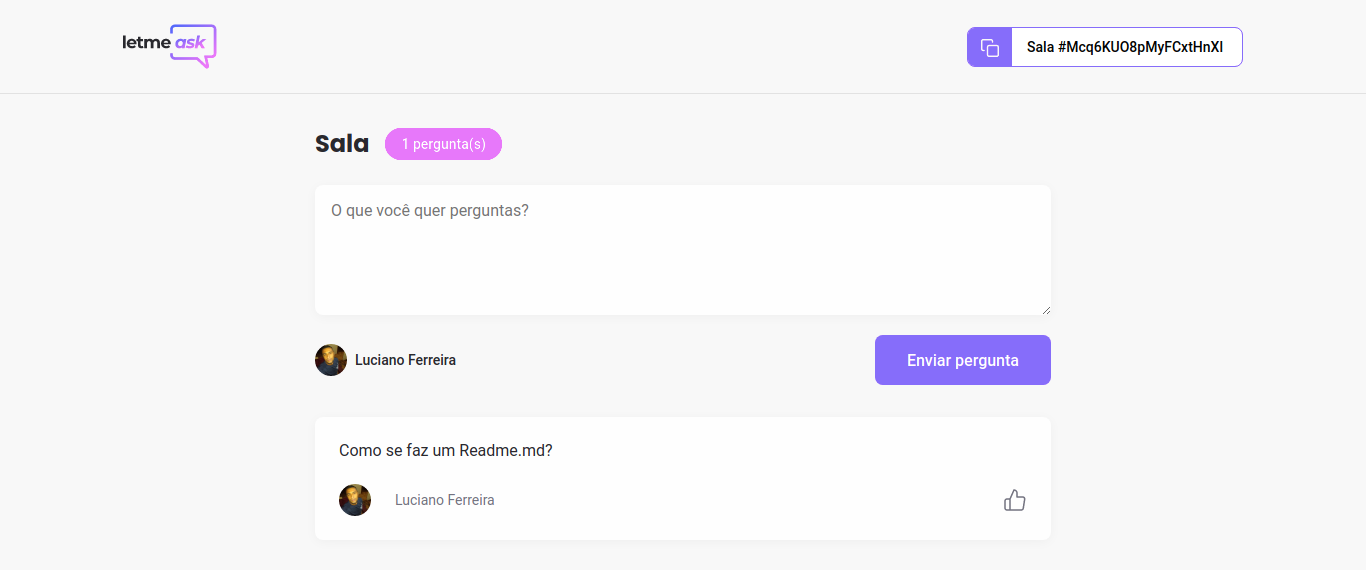 letme ask
Sala #Mcq6KUO8pMyFCxtHnXI
Sala
1 pergunta(s)
O que você quer perguntas?
Luciano Ferreira
Enviar pergunta
Como se faz um Readme.md?
Luciano Ferreira